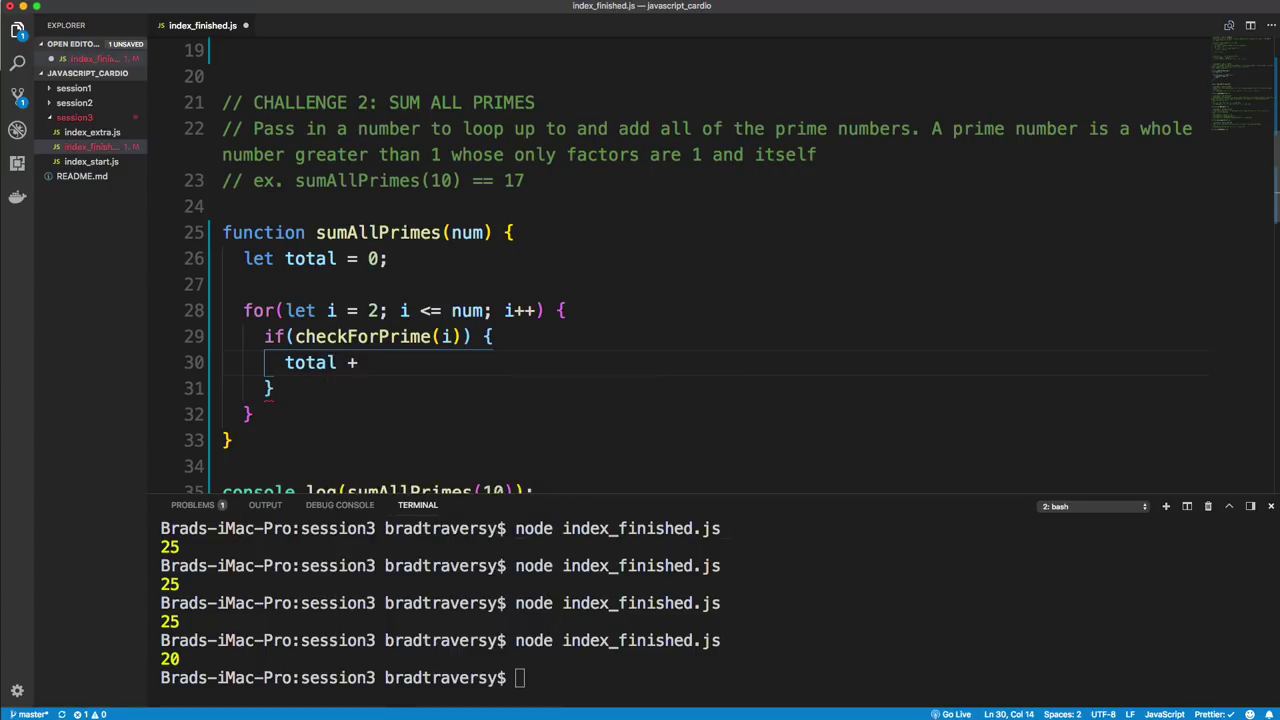 index_finished.js — javascript_cardio
EXPLORER
index_finished.js
OPEN EDITO... 1 UNSAVED
index_finis... 1, M
JAVASCRIPT_CARDIO
session1
session2
session3
index_extra.js
index_finish... 1, M
index_start.js
README.md
19
20
21 // CHALLENGE 2: SUM ALL PRIMES
22 // Pass in a number to loop up to and add all of the prime numbers. A prime number is a whole
number greater than 1 whose only factors are 1 and itself
23 // ex. sumAllPrimes(10) == 17
24
25 function sumAllPrimes(num) {
26 let total = 0;
27
28 for(let i = 2; i <= num; i++) {
29 if(checkForPrime(i)) {
30 total +
31 }
32 }
33 }
34
35 console.log(sumAllPrimes(10));
PROBLEMS 1 OUTPUT DEBUG CONSOLE TERMINAL 2: bash
Brads-iMac-Pro:session3 bradtraversy$ node index_finished.js
25
Brads-iMac-Pro:session3 bradtraversy$ node index_finished.js
25
Brads-iMac-Pro:session3 bradtraversy$ node index_finished.js
25
Brads-iMac-Pro:session3 bradtraversy$ node index_finished.js
20
Brads-iMac-Pro:session3 bradtraversy$
master* 1 0 Go Live Ln 30, Col 14 Spaces: 2 UTF-8 LF JavaScript Prettier: ✓